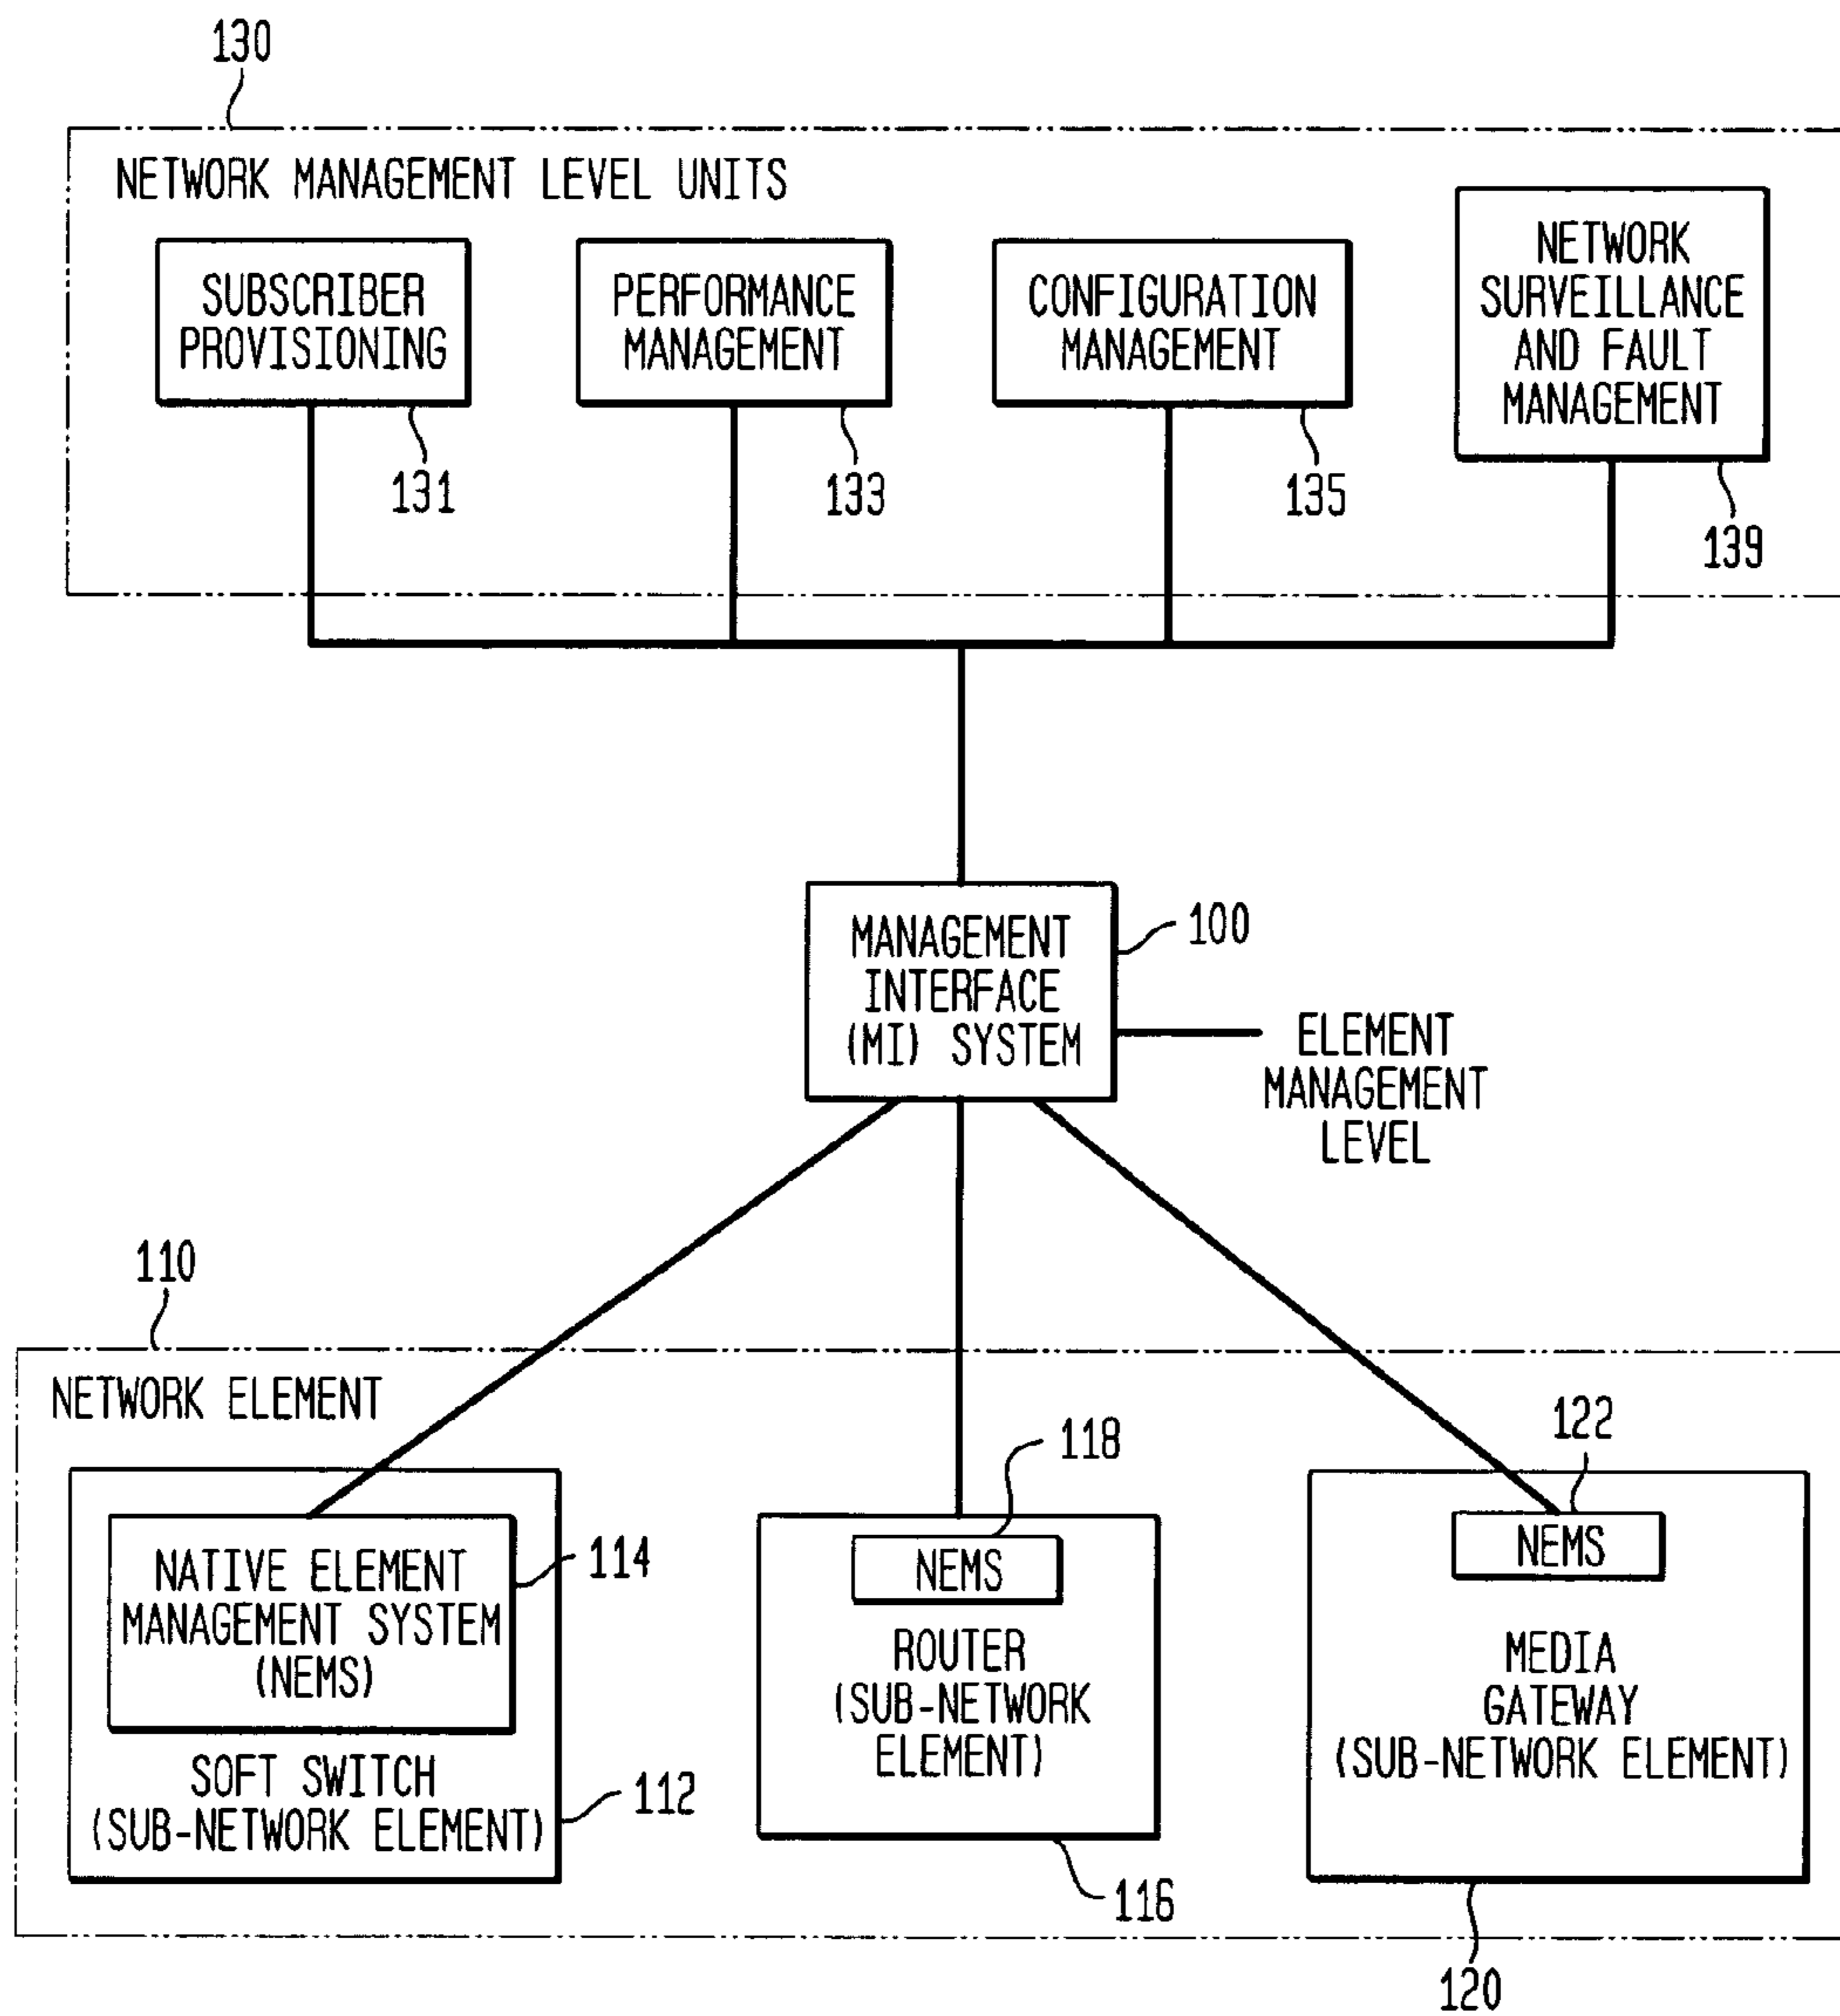 130
NETWORK MANAGEMENT LEVEL UNITS
SUBSCRIBER
PROVISIONING
131
PERFORMANCE
MANAGEMENT
133
CONFIGURATION
MANAGEMENT
135
NETWORK
SURVEILLANCE
AND FAULT
MANAGEMENT
139
MANAGEMENT
INTERFACE
(MI) SYSTEM
100
ELEMENT
MANAGEMENT
LEVEL
110
NETWORK ELEMENT
NATIVE ELEMENT
MANAGEMENT SYSTEM
(NEMS)
114
SOFT SWITCH
(SUB-NETWORK ELEMENT)
112
118
NEMS
ROUTER
(SUB-NETWORK
ELEMENT)
116
122
NEMS
MEDIA
GATEWAY
(SUB-NETWORK ELEMENT)
120